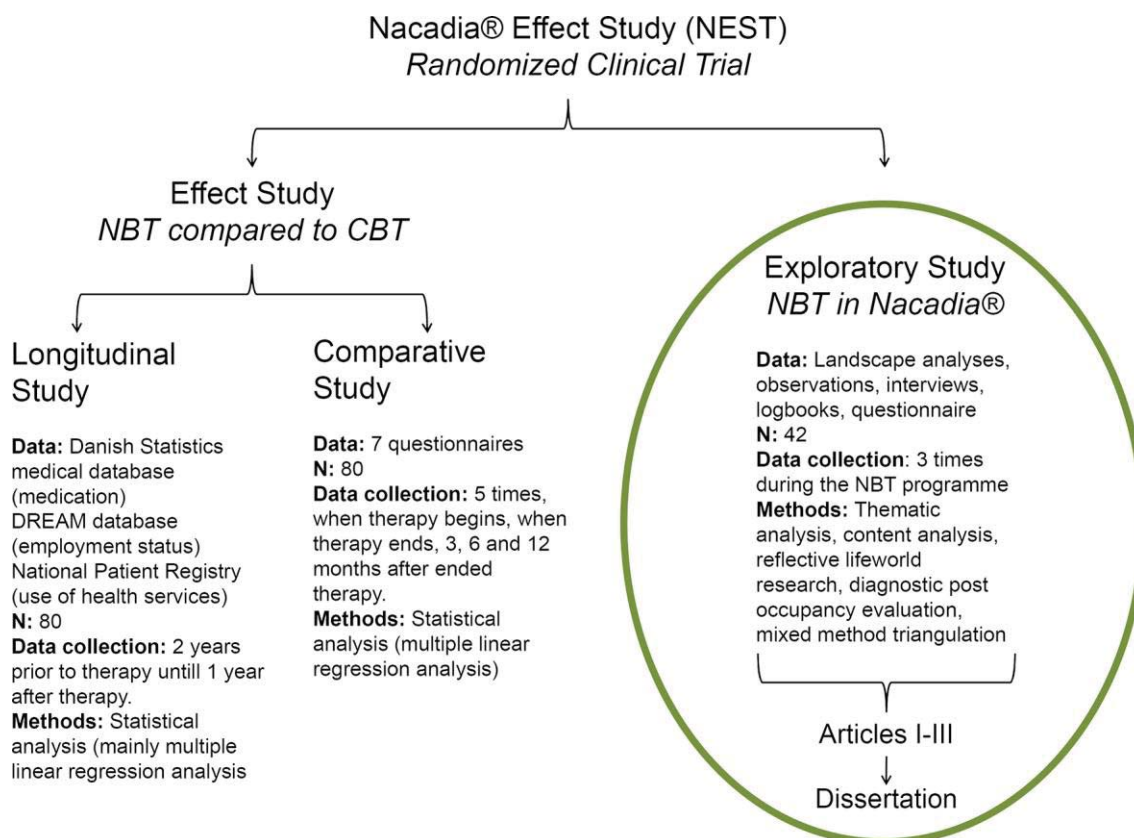 Nacadia® Effect Study (NEST)
Randomized Clinical Trial
Effect Study
NBT compared to CBT
Longitudinal
Study
Data: Danish Statistics
medical database
(medication)
DREAM database
(employment status)
National Patient Registry
(use of health services)
N: 80
Data collection: 2 years
prior to therapy untill 1 year
after therapy.
Methods: Statistical
analysis (mainly multiple
linear regression analysis
Comparative
Study
Data: 7 questionnaires
N: 80
Data collection: 5 times,
when therapy begins, when
therapy ends, 3, 6 and 12
months after ended
therapy.
Methods: Statistical
analysis (multiple linear
regression analysis)
Exploratory Study
NBT in Nacadia®
Data: Landscape analyses,
observations, interviews,
logbooks, questionnaire
N: 42
Data collection: 3 times
during the NBT programme
Methods: Thematic
analysis, content analysis,
reflective lifeworld
research, diagnostic post
occupancy evaluation,
mixed method triangulation
Articles I-III
Dissertation